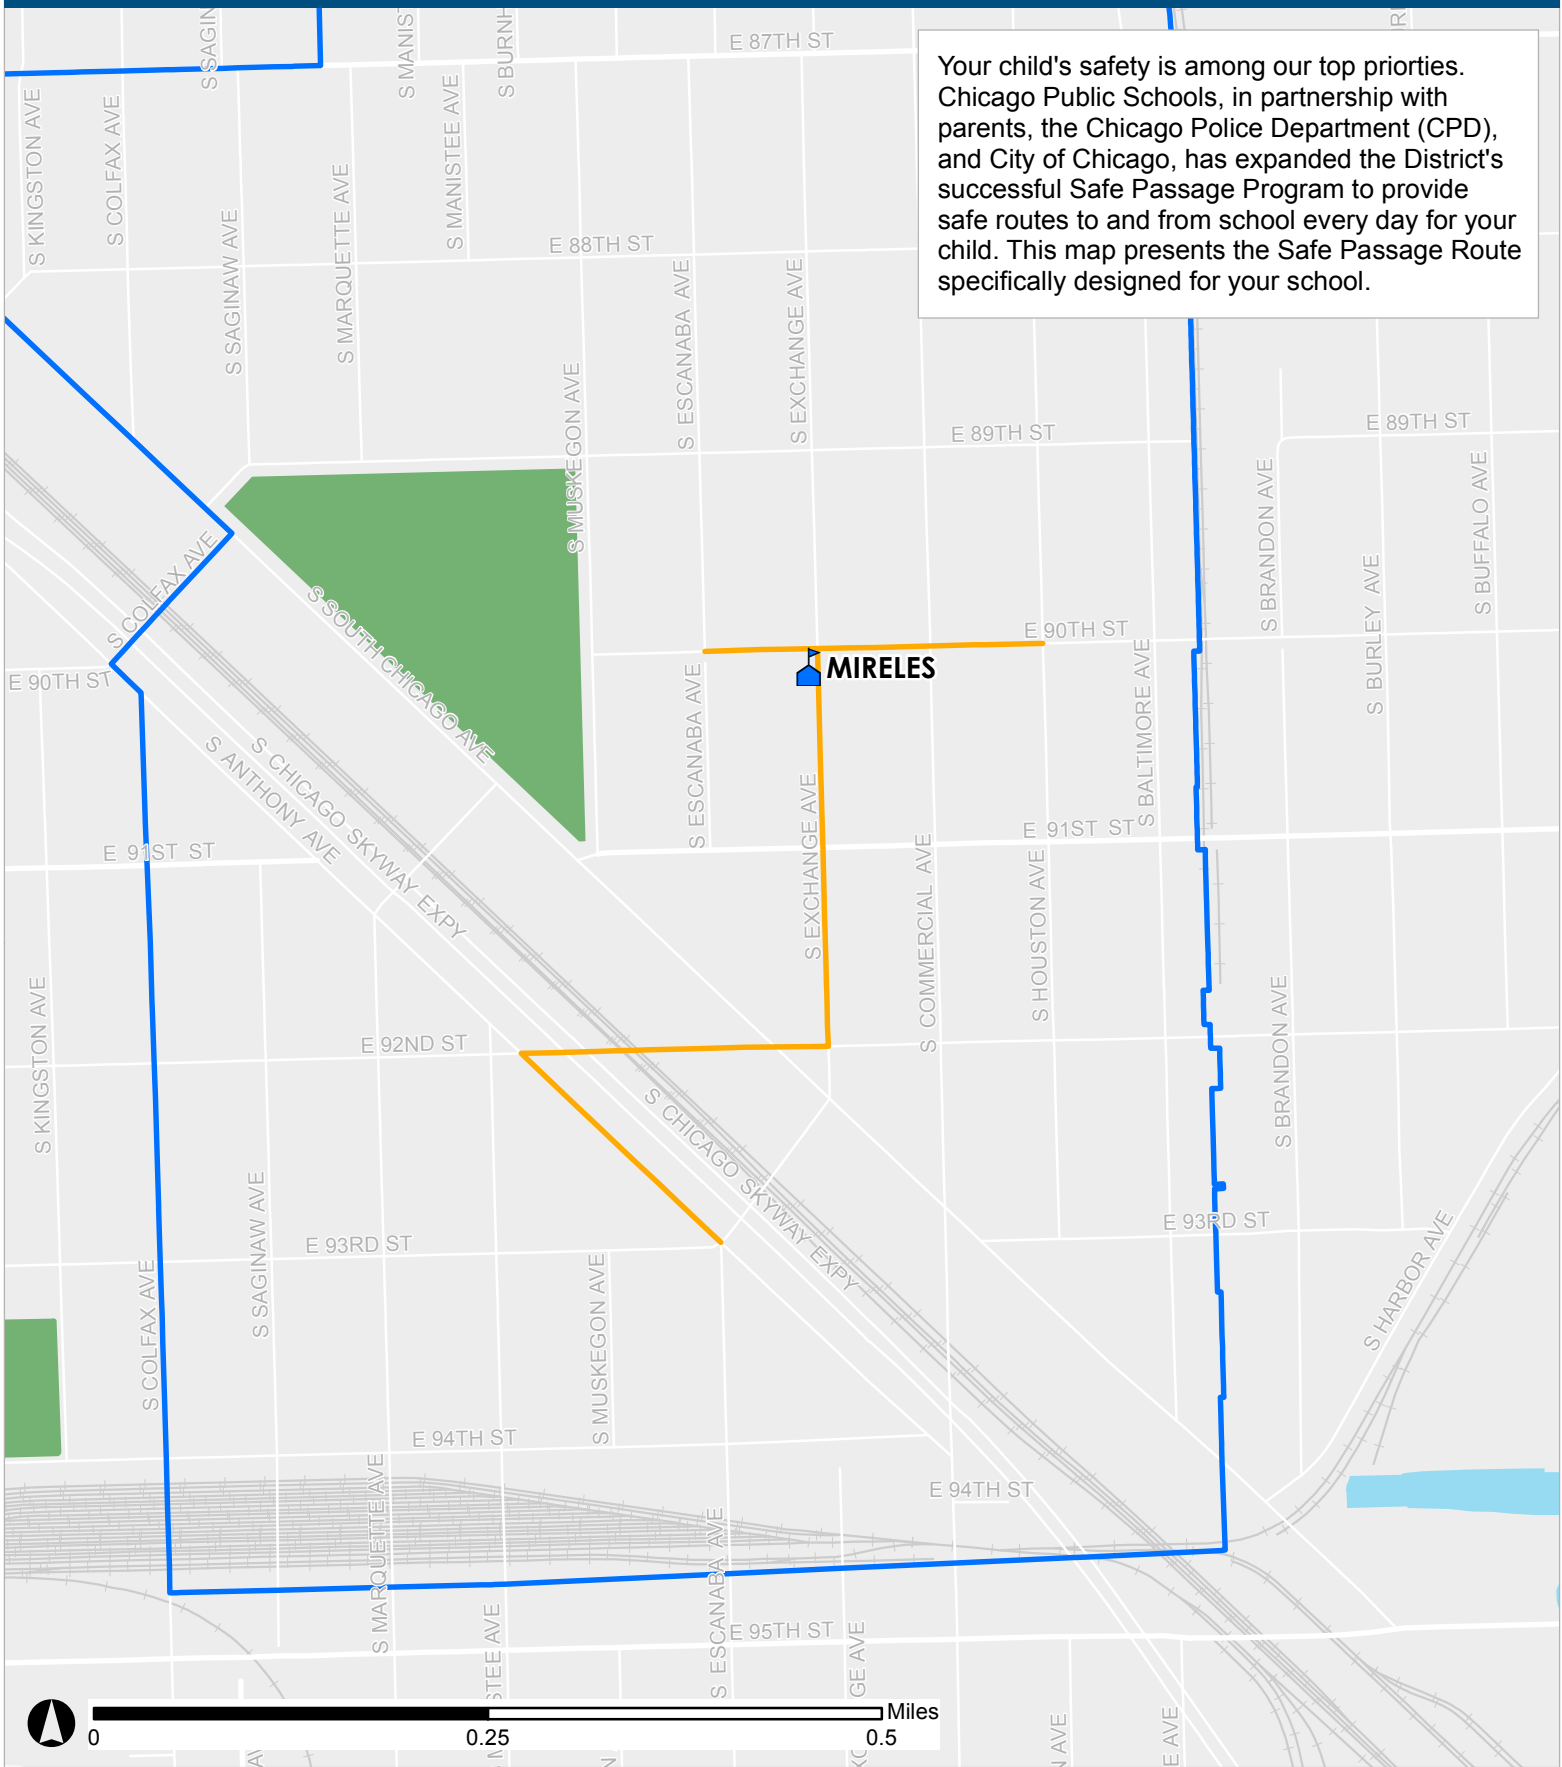 E 87TH ST
Your child's safety is among our top priorties.
Chicago Public Schools, in partnership with
parents, the Chicago Police Department (CPD),
and City of Chicago, has expanded the District's
successful Safe Passage Program to provide
safe routes to and from school every day for your
child. This map presents the Safe Passage Route
specifically designed for your school.
S KINGSTON AVE
S COLFAX AVE
S SAGINAW AVE
S MARQUETTE AVE
S MANISTEE AVE
E 88TH ST
S ESCANABA AVE
S EXCHANGE AVE
S MUSKEGON AVE
E 89TH ST
E 89TH ST
S BRANDON AVE
S BURLEY AVE
S BUFFALO AVE
S COLFAX AVE
S SOUTH CHICAGO AVE
E 90TH ST
MIRELES
E 90TH ST
S ESCANABA AVE
S BALTIMORE AVE
S CHICAGO SKYWAY EXPY
S ANTHONY AVE
S EXCHANGE AVE
E 91ST ST
E 91ST ST
S COMMERCIAL AVE
S HOUSTON AVE
S KINGSTON AVE
E 92ND ST
S BRANDON AVE
S CHICAGO SKYWAY EXPY
E 93RD ST
E 93RD ST
S SAGINAW AVE
S COLFAX AVE
S MUSKEGON AVE
S HARBOR AVE
E 94TH ST
E 94TH ST
S MARQUETTE AVE
S ESCANABA AVE
E 95TH ST
Miles
0
0.25
0.5